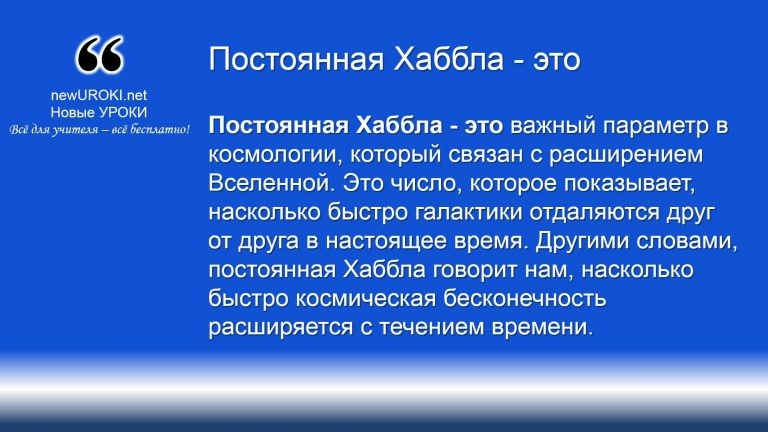 “
newUROKI.net
Новые УРОКИ
Всё для учителя – всё бесплатно!
Постоянная Хаббла - это
Постоянная Хаббла - это важный параметр в
космологии, который связан с расширением
Вселенной. Это число, которое показывает,
насколько быстро галактики отдаляются друг
от друга в настоящее время. Другими словами,
постоянная Хаббла говорит нам, насколько
быстро космическая бесконечность
расширяется с течением времени.